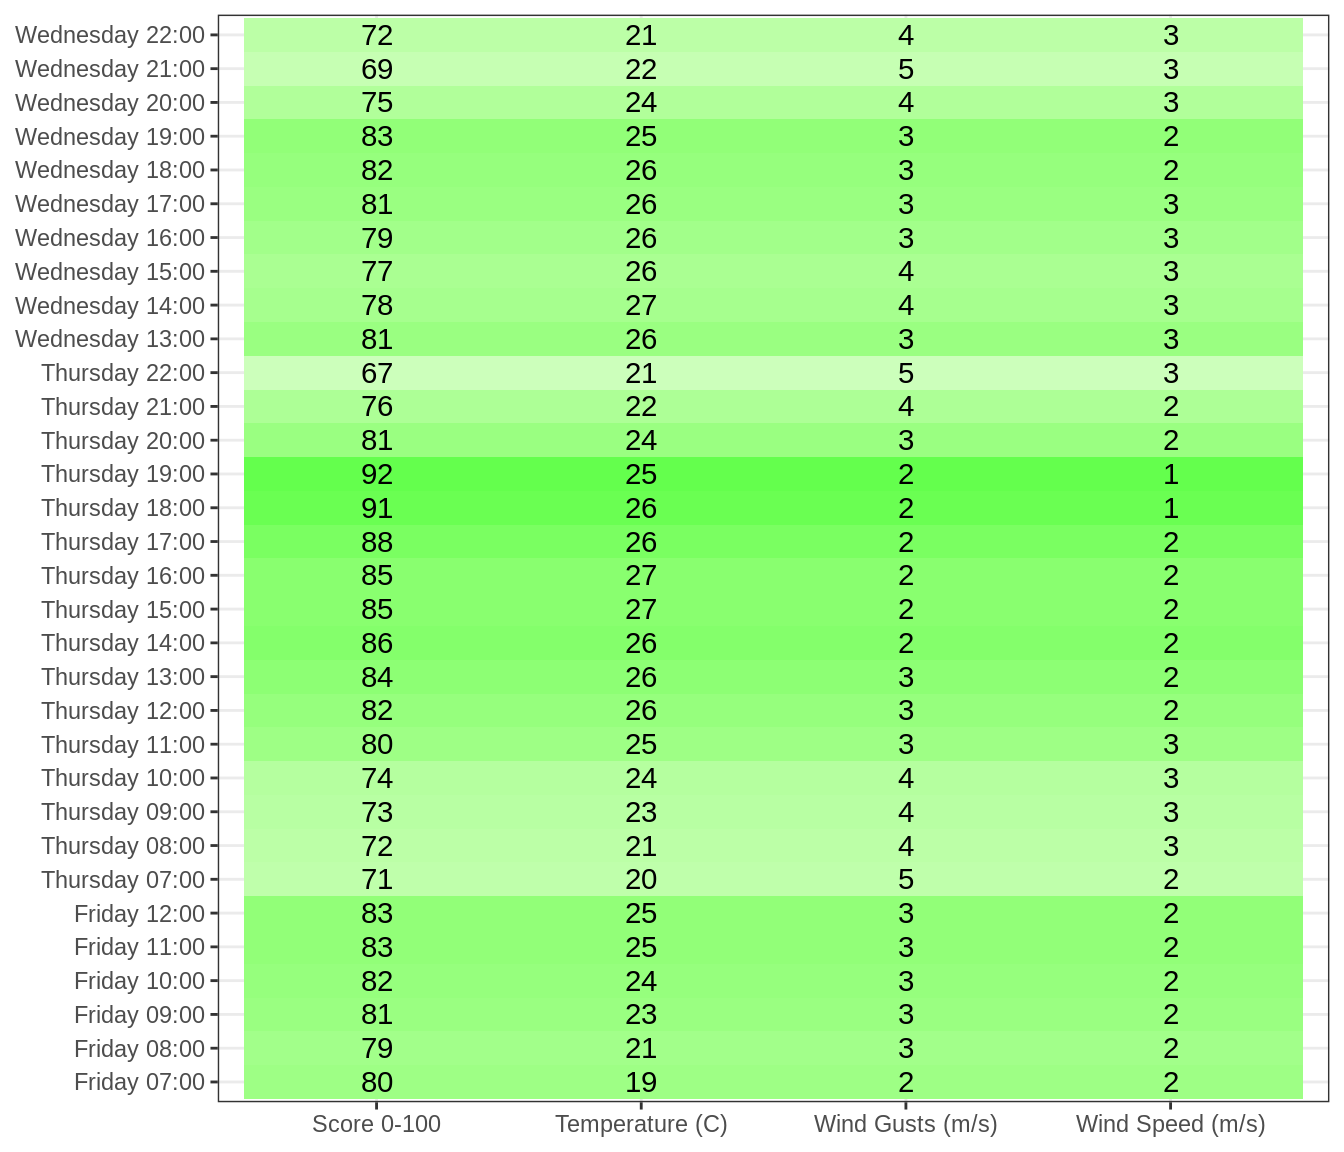 Wednesday 22:00 72 21 4 3
Wednesday 21:00 69 22 5 3
Wednesday 20:00 75 24 4 3
Wednesday 19:00 83 25 3 2
Wednesday 18:00 82 26 3 2
Wednesday 17:00 81 26 3 3
Wednesday 16:00 79 26 3 3
Wednesday 15:00 77 26 4 3
Wednesday 14:00 78 27 4 3
Wednesday 13:00 81 26 3 3
Thursday 22:00 67 21 5 3
Thursday 21:00 76 22 4 2
Thursday 20:00 81 24 3 2
Thursday 19:00 92 25 2 1
Thursday 18:00 91 26 2 1
Thursday 17:00 88 26 2 2
Thursday 16:00 85 27 2 2
Thursday 15:00 85 27 2 2
Thursday 14:00 86 26 2 2
Thursday 13:00 84 26 3 2
Thursday 12:00 82 26 3 2
Thursday 11:00 80 25 3 3
Thursday 10:00 74 24 4 3
Thursday 09:00 73 23 4 3
Thursday 08:00 72 21 4 3
Thursday 07:00 71 20 5 2
Friday 12:00 83 25 3 2
Friday 11:00 83 25 3 2
Friday 10:00 82 24 3 2
Friday 09:00 81 23 3 2
Friday 08:00 79 21 3 2
Friday 07:00 80 19 2 2
Score 0-100 Temperature (C) Wind Gusts (m/s) Wind Speed (m/s)